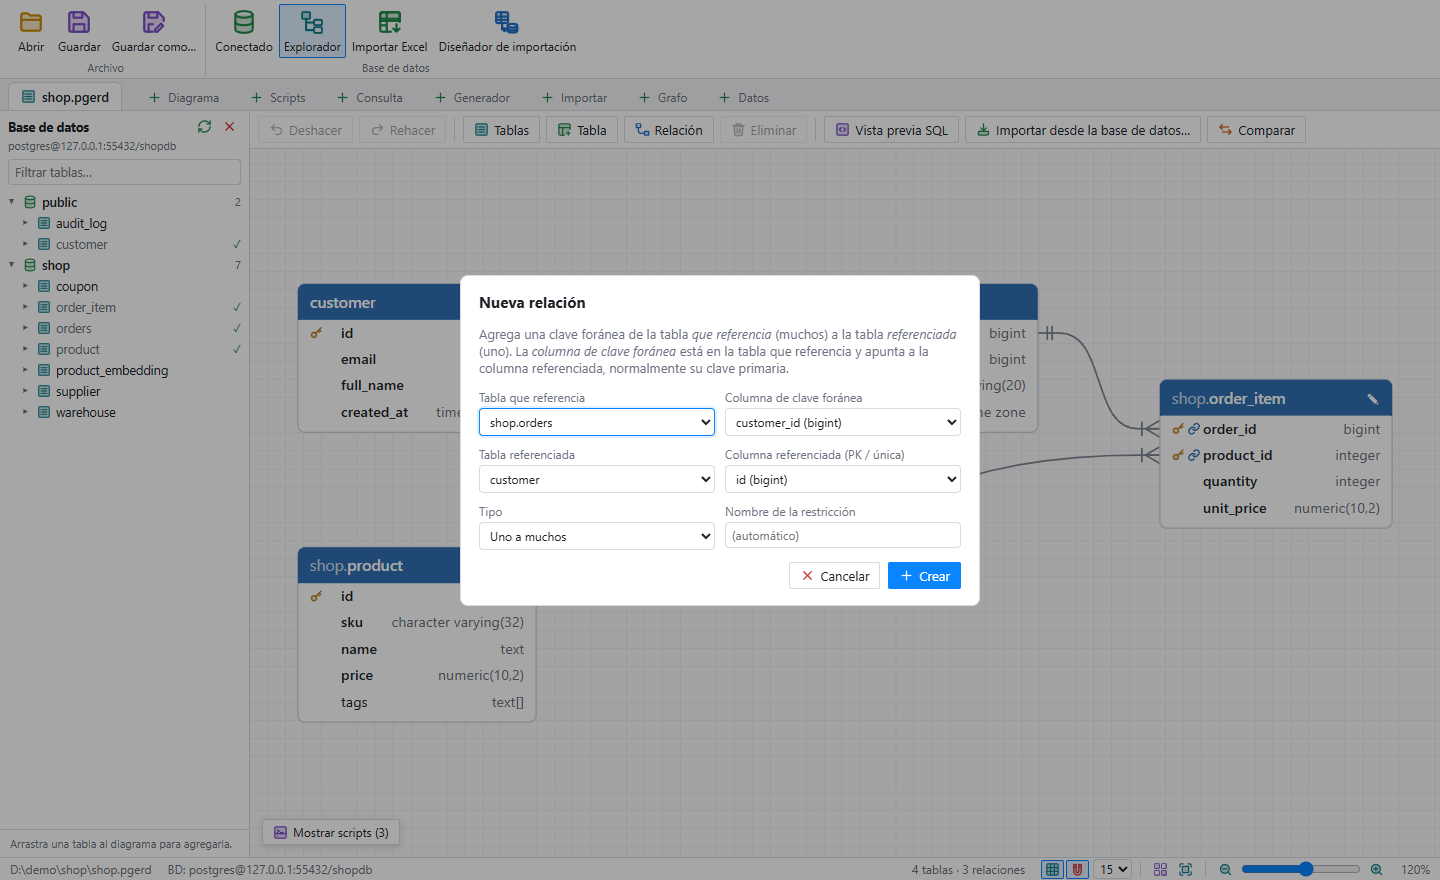 Abrir
Guardar
Guardar como...
Conectado
Explorador
Importar Excel
Diseñador de importación
Archivo
Base de datos
shop.pgerd
+ Diagrama
+ Scripts
+ Consulta
+ Generador
+ Importar
+ Grafo
+ Datos
Base de datos
postgres@127.0.0.1:55432/shopdb
Filtrar tablas...
public 2
audit_log
customer ✓
shop 7
coupon
order_item ✓
orders ✓
product ✓
product_embedding
supplier
warehouse
Arrastra una tabla al diagrama para agregarla.
Deshacer
Rehacer
Tablas
Tabla
Relación
Eliminar
Vista previa SQL
Importar desde la base de datos...
Comparar
customer
id
email
full_name
created_at
bigint
bigint
shop.order_item
order_id bigint
product_id integer
quantity integer
unit_price numeric(10,2)
shop.product
id
sku character varying(32)
name text
price numeric(10,2)
tags text[]
Nueva relación
Agrega una clave foránea de la tabla que referencia (muchos) a la tabla referenciada
(uno). La columna de clave foránea está en la tabla que referencia y apunta a la
columna referenciada, normalmente su clave primaria.
Tabla que referencia
shop.orders
Columna de clave foránea
customer_id (bigint)
Tabla referenciada
customer
Columna referenciada (PK / única)
id (bigint)
Tipo
Uno a muchos
Nombre de la restricción
(automático)
Cancelar
+ Crear
Mostrar scripts (3)
D:\demo\shop\shop.pgerd
BD: postgres@127.0.0.1:55432/shopdb
4 tablas · 3 relaciones
15
120%